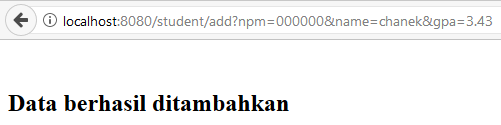 localhost:8080/student/add?npm=000000&name=chanek&gpa=3.43
Data berhasil ditambahkan